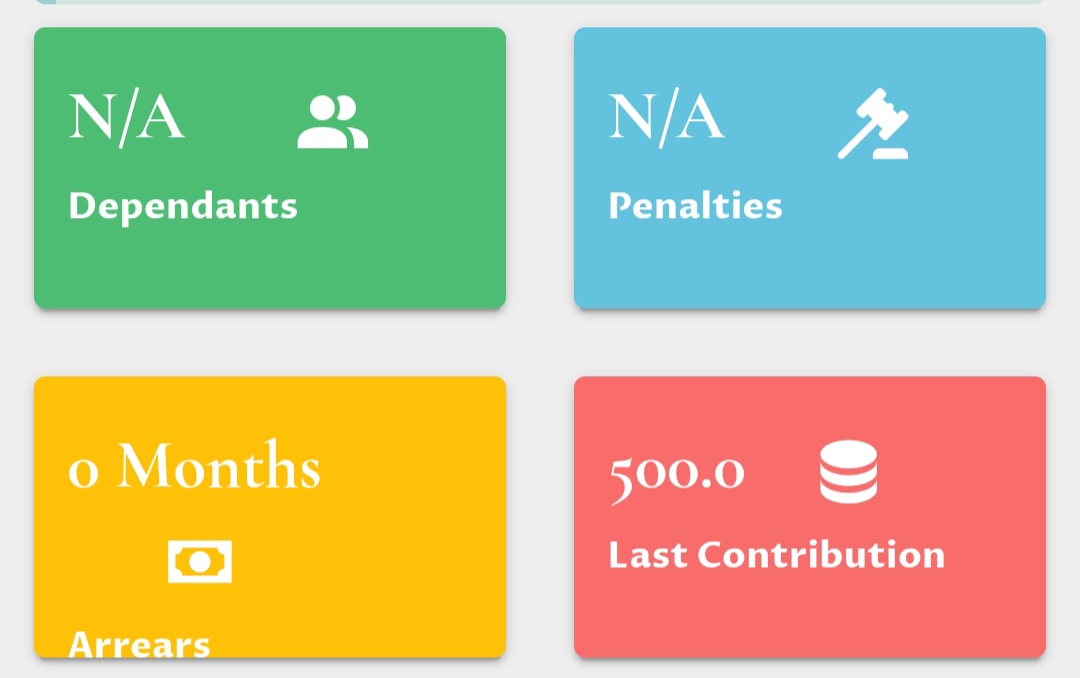 N/A
Dependants
N/A
Penalties
0 Months
Arrears
500.0
Last Contribution